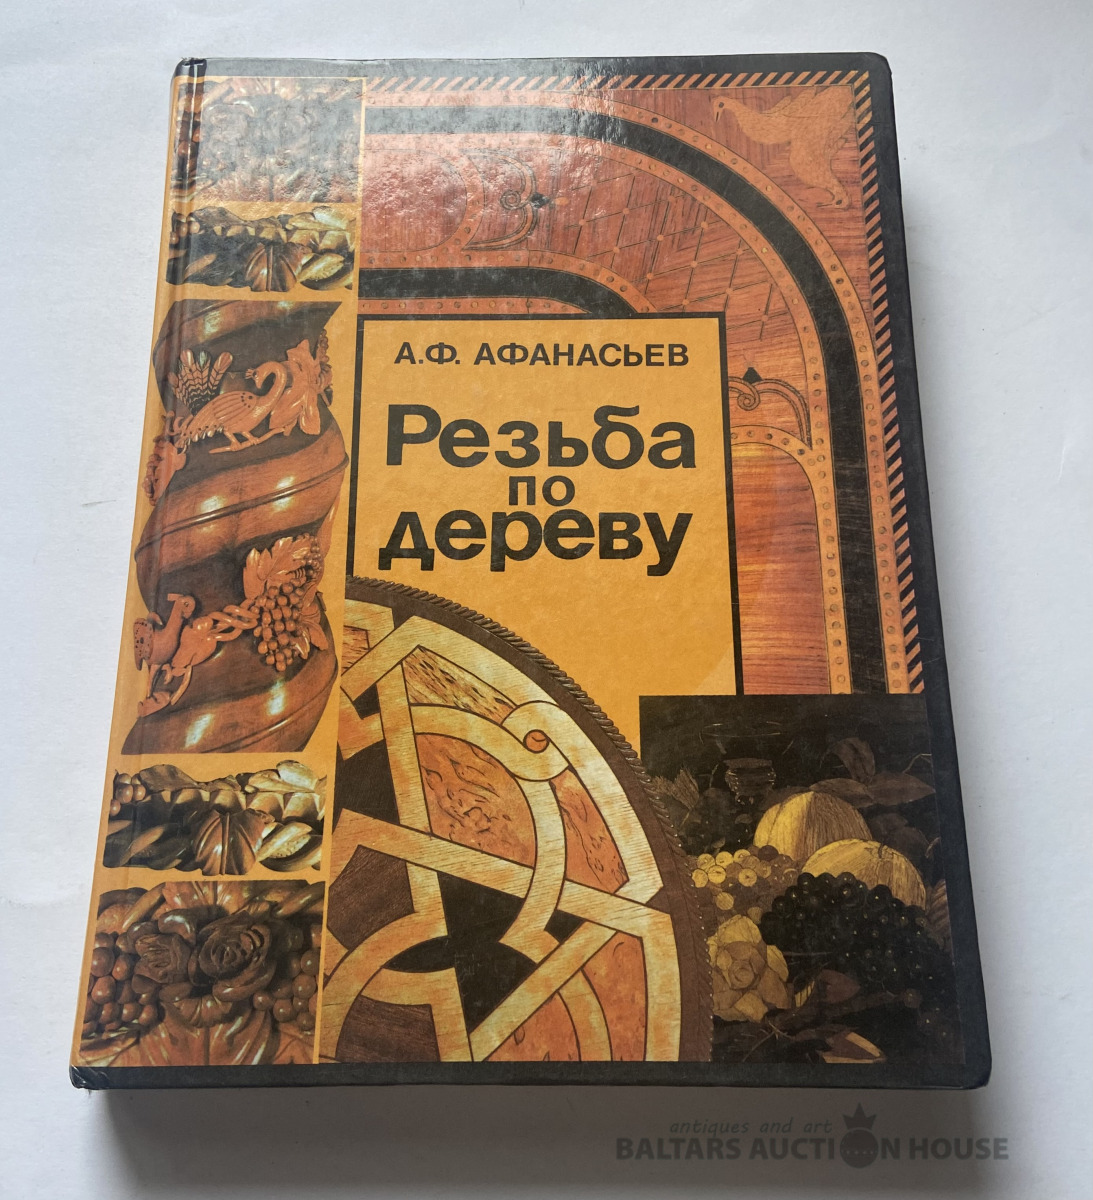 А.Ф. АФАНАСЬЕВ
Резьба
по
дереву
antiques and art
BALTARS AUCTION HOUSE